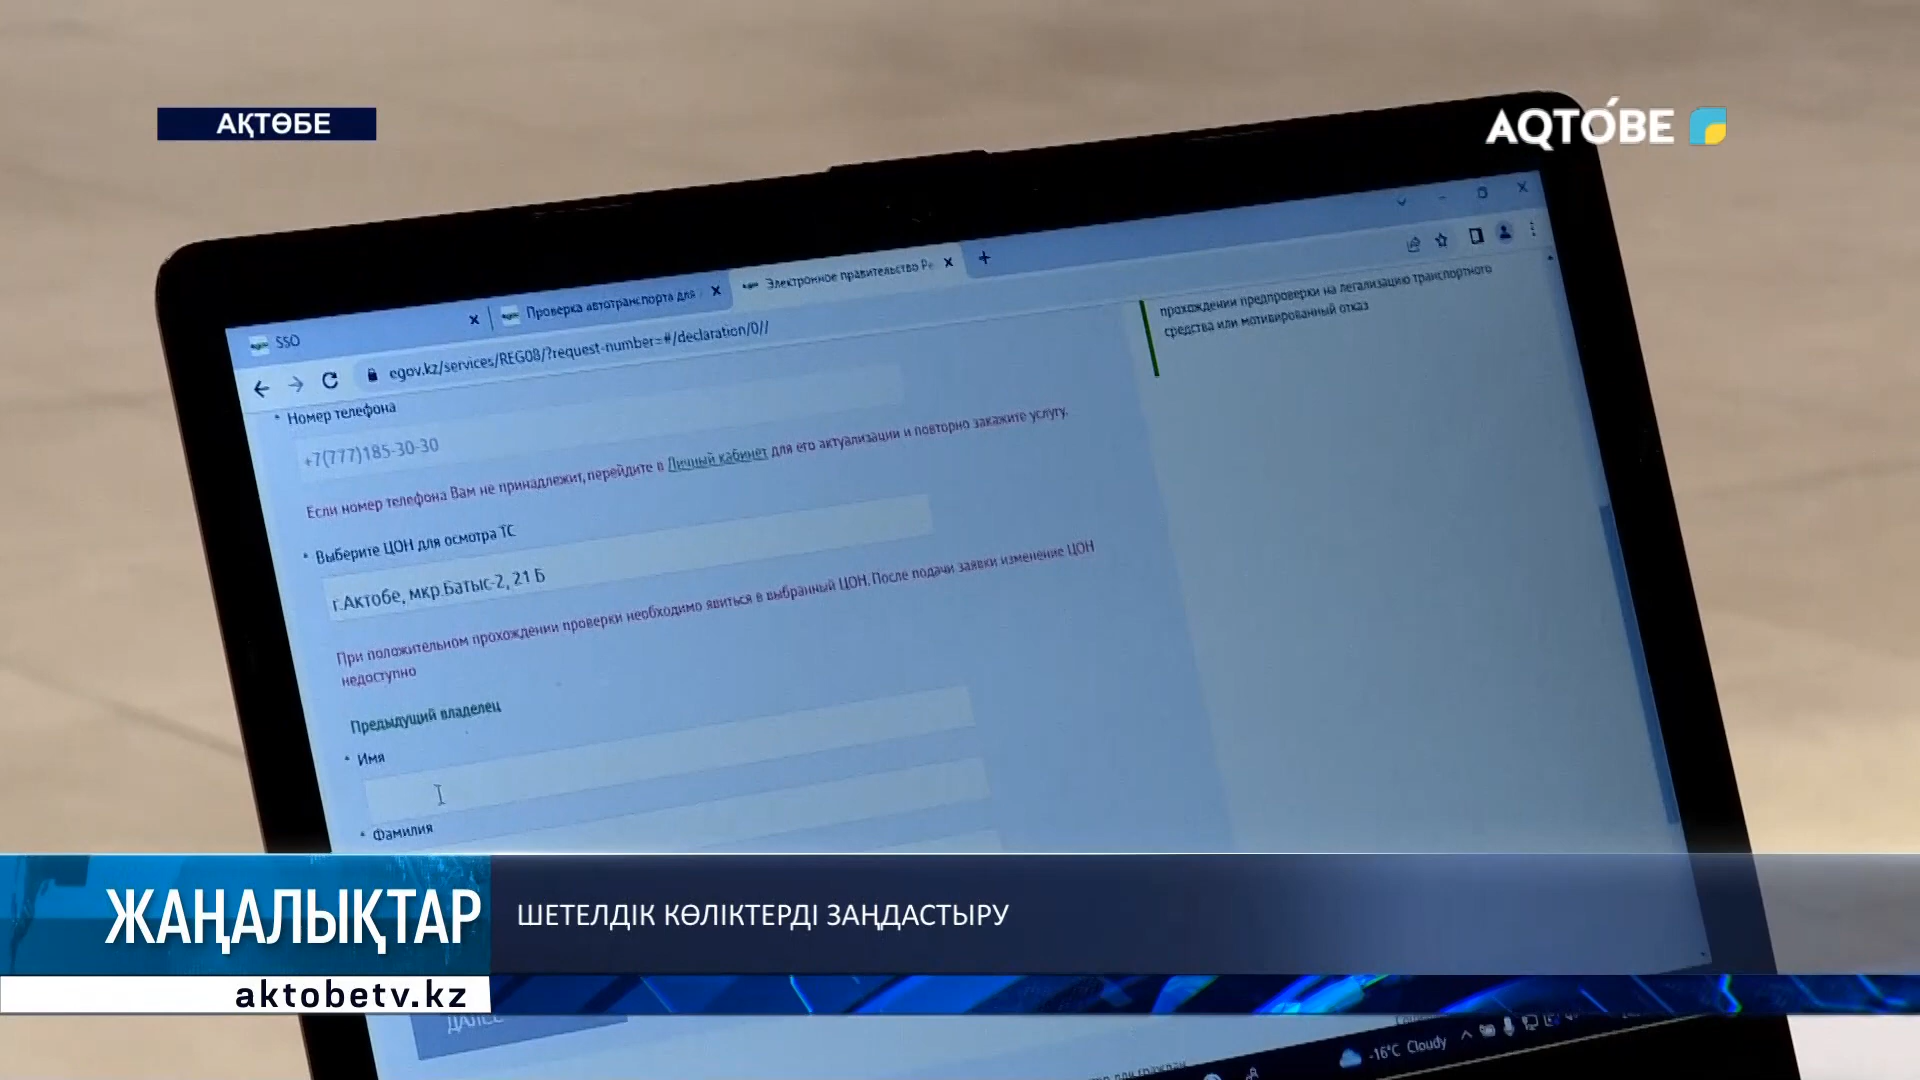 АҚТӨБЕ
AQTÓBE
SSO
Проверка автотранспорта для
Электронное правительство Ре
egov.kz/services/REG08/?request-number=#/declaration/0//
прохождении предпроверки на легализацию транспортного
средства или мотивированный отказ
* Номер телефона
+7(777)185-30-30
Если номер телефона Вам не принадлежит, перейдите в Личный кабинет для его актуализации и повторно закажите услугу.
* Выберите ЦОН для осмотра ТС
г.Актобе, мкр.Батыс-2, 21 Б
При положительном прохождении проверки необходимо явиться в выбранный ЦОН. После подачи заявки изменение ЦОН
недоступно
Предыдущий владелец
* Имя
* Фамилия
ЖАҢАЛЫҚТАР
ШЕТЕЛДІК КӨЛІКТЕРДІ ЗАҢДАСТЫРУ
aktobetv.kz
ДАЛЕЕ
-16°C Cloudy